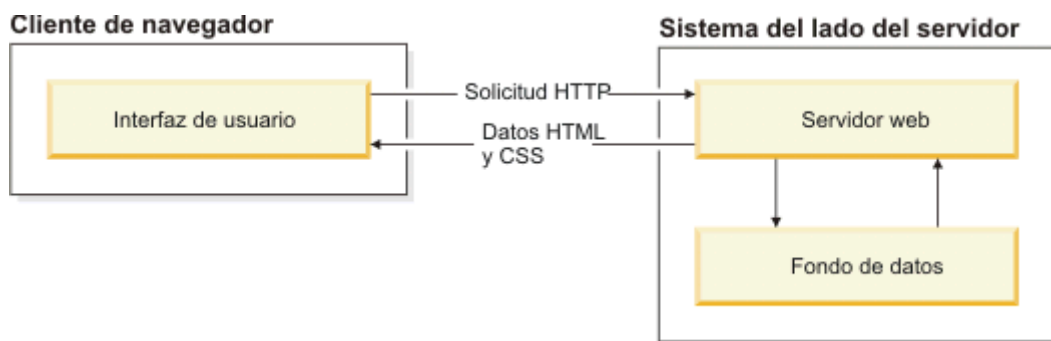 Cliente de navegador
Sistema del lado del servidor
Interfaz de usuario
Solicitud HTTP
Servidor web
Datos HTML
y CSS
Fondo de datos